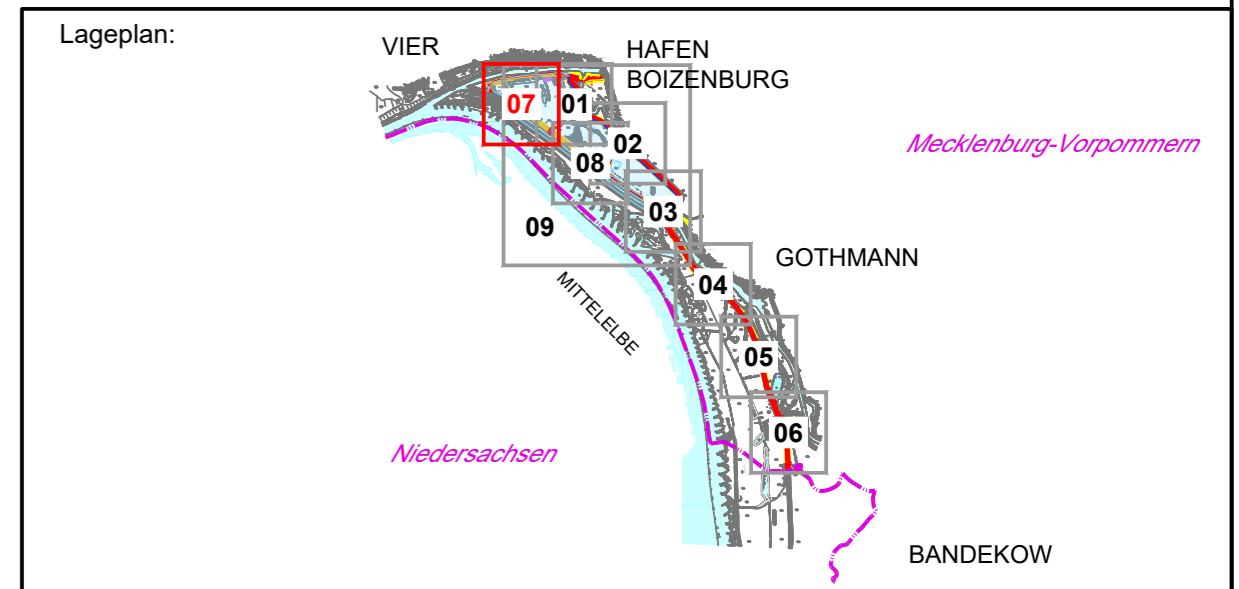 Lageplan:
VIER
HAFEN
BOIZENBURG
07
01
Mecklenburg-Vorpommern
02
08
03
09
GOTHMANN
04
MITTELELBE
05
06
Niedersachsen
BANDEKOW